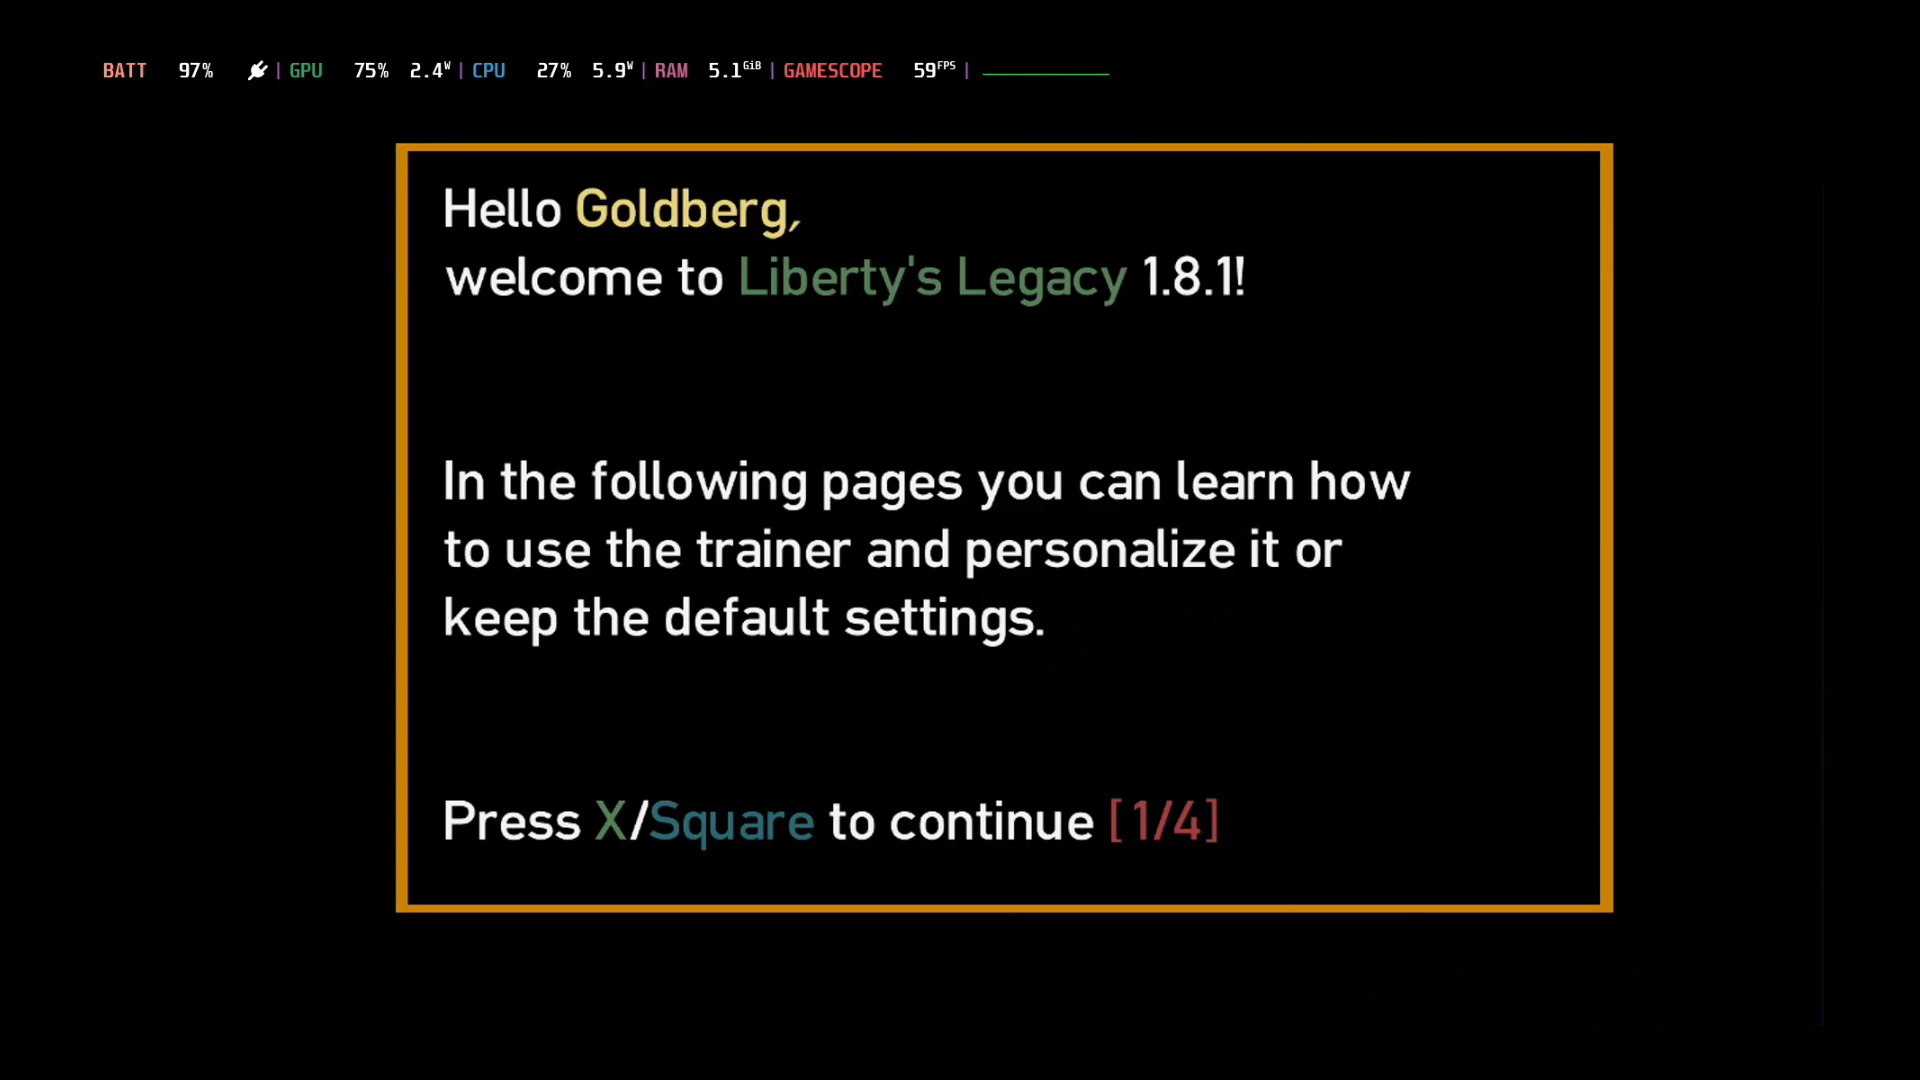 BATT 97% | GPU 75% 2.4W | CPU 27% 5.9W | RAM 5.1GiB | GAMESCOPE 59FPS |
Hello Goldberg,
welcome to Liberty's Legacy 1.8.1!
In the following pages you can learn how
to use the trainer and personalize it or
keep the default settings.
Press X/Square to continue [1/4]